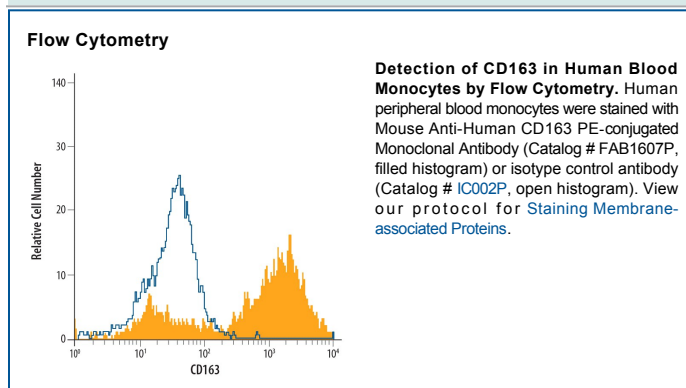 Flow Cytometry
Detection of CD163 in Human Blood
Monocytes by Flow Cytometry. Human
peripheral blood monocytes were stained with
Mouse Anti-Human CD163 PE-conjugated
Monoclonal Antibody (Catalog # FAB1607P,
filled histogram) or isotype control antibody
(Catalog # IC002P, open histogram). View
our protocol for Staining Membrane-
associated Proteins.
Relative Cell Number
140
30
20
10
0
10⁰ 10¹ 10² 10³ 10⁴
CD163